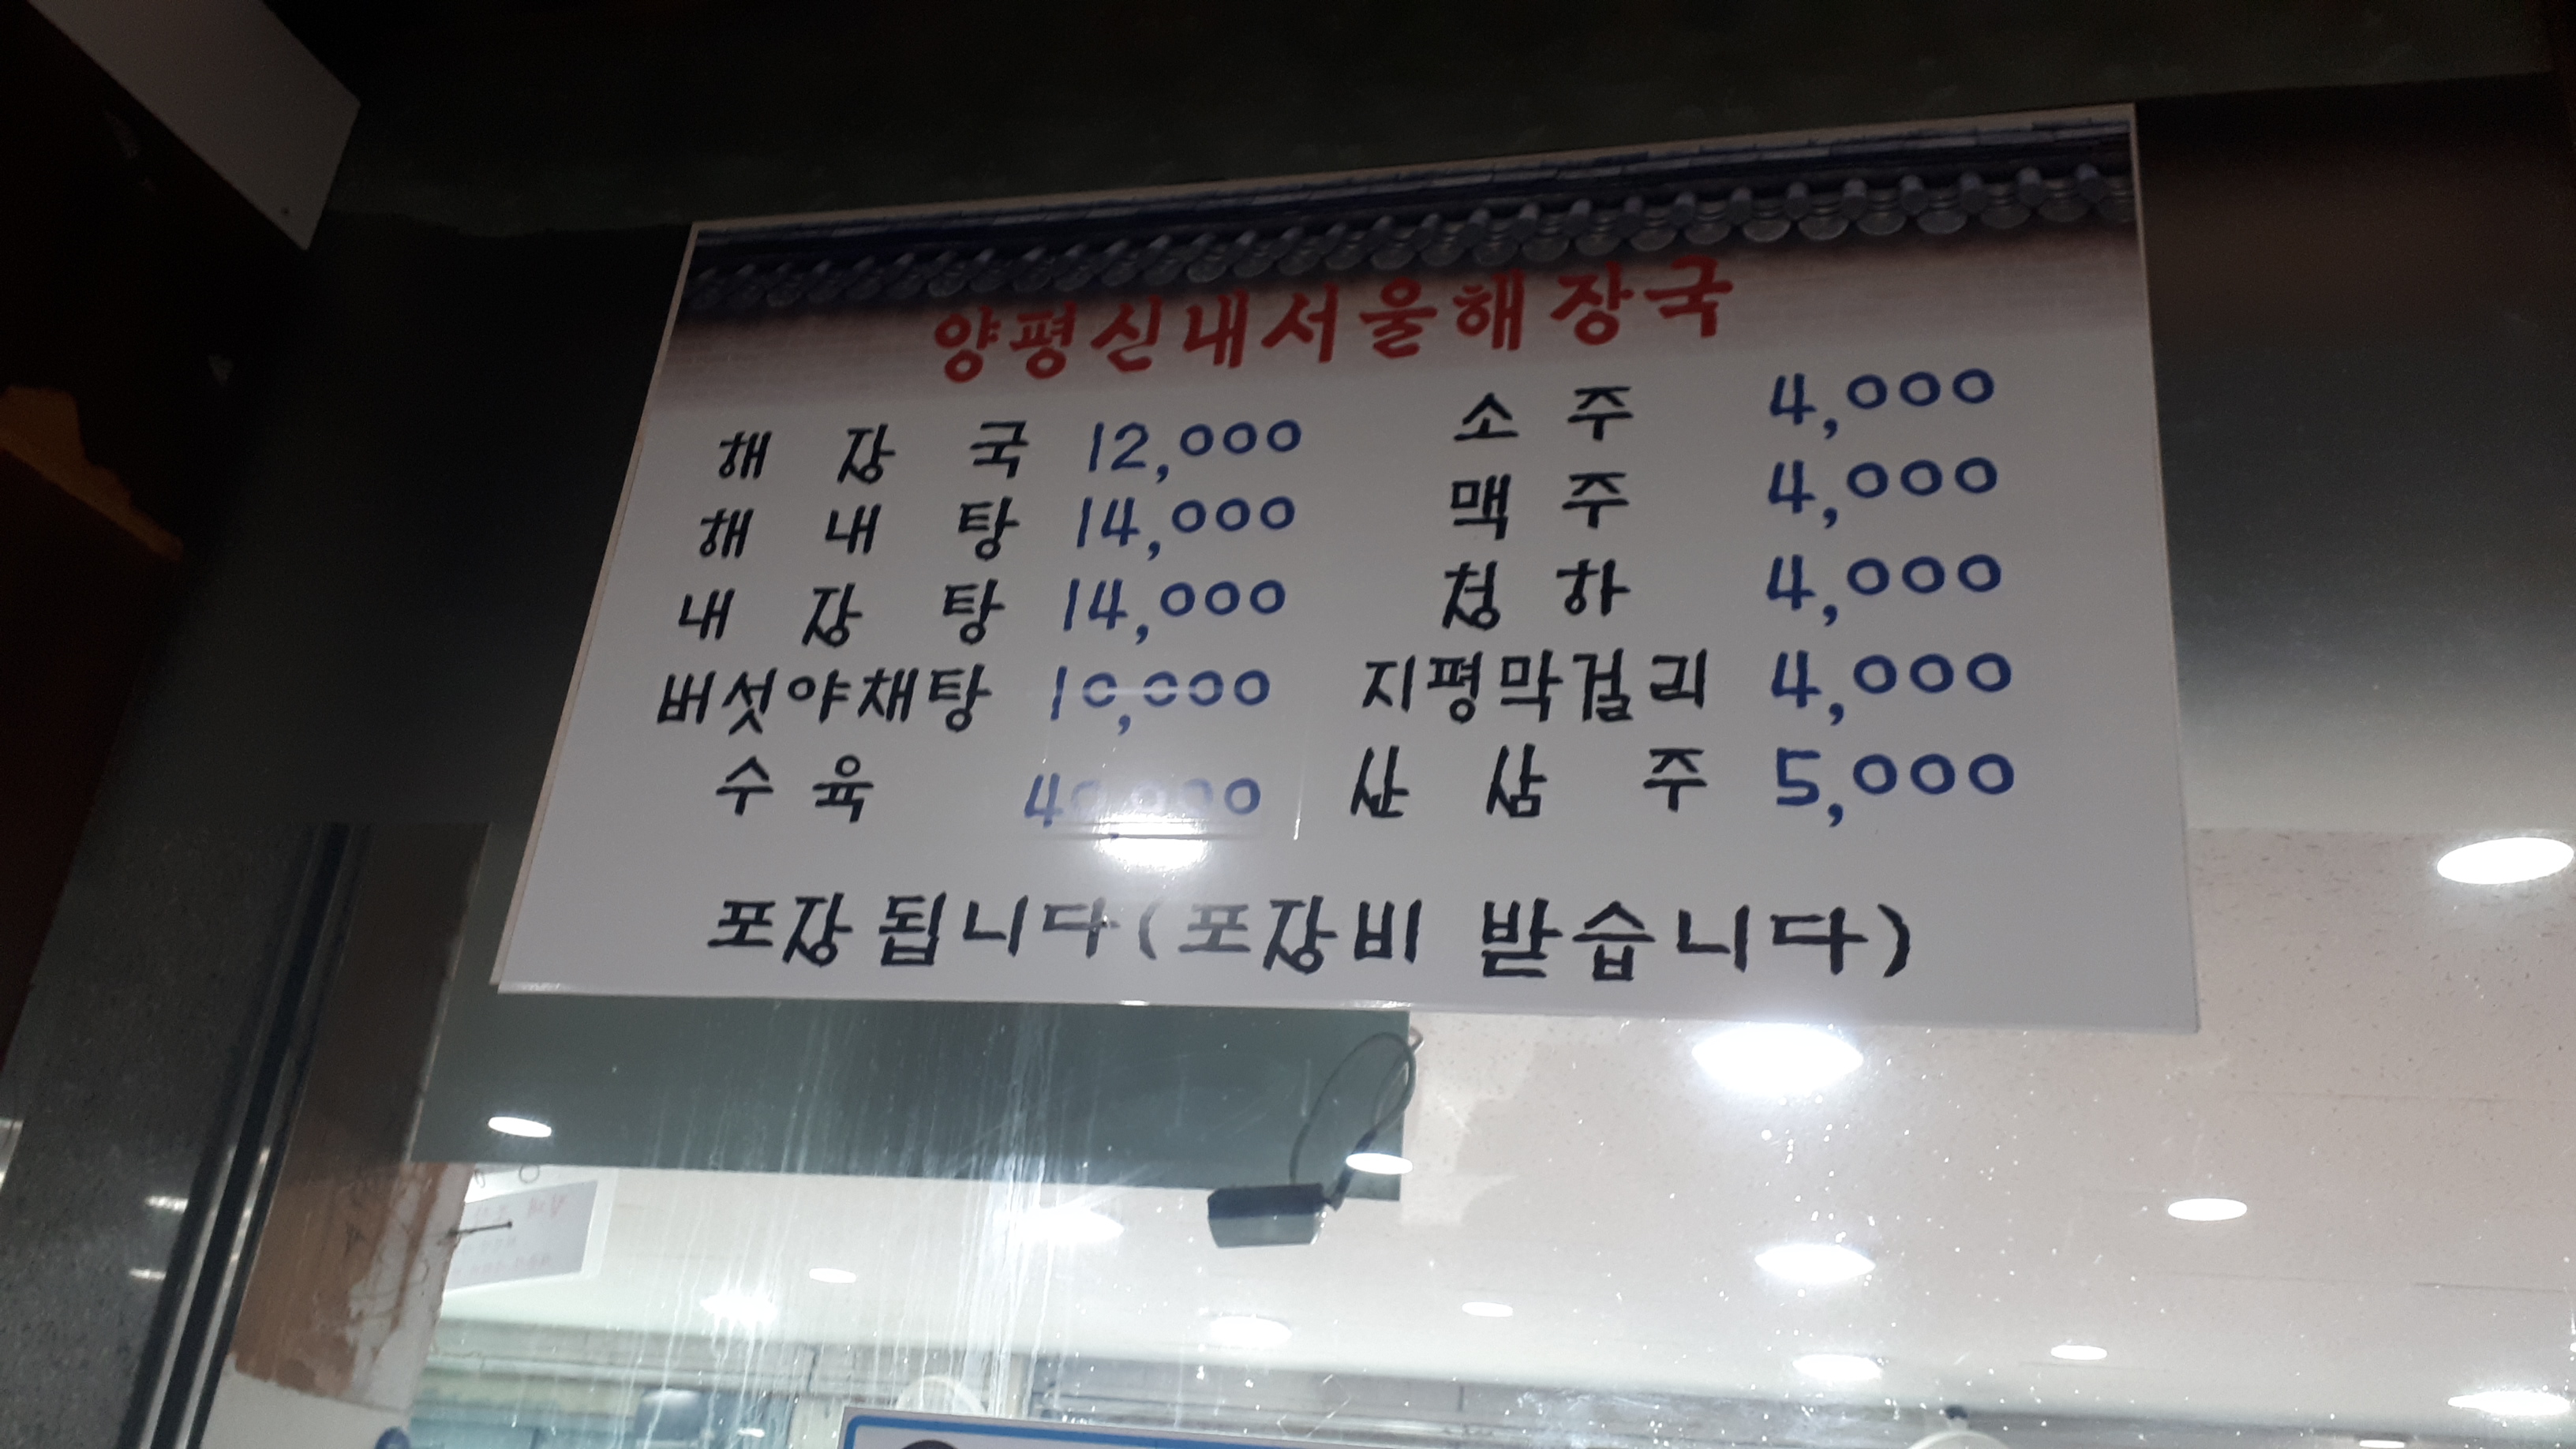 양평신내서울해장국
해장국 12,000
해내탕 14,000
내장탕 14,000
버섯야채탕 10,000
수육 40,000
소주 4,000
맥주 4,000
청하 4,000
지평막걸리 4,000
산삼주 5,000
포장됩니다(포장비 받습니다)